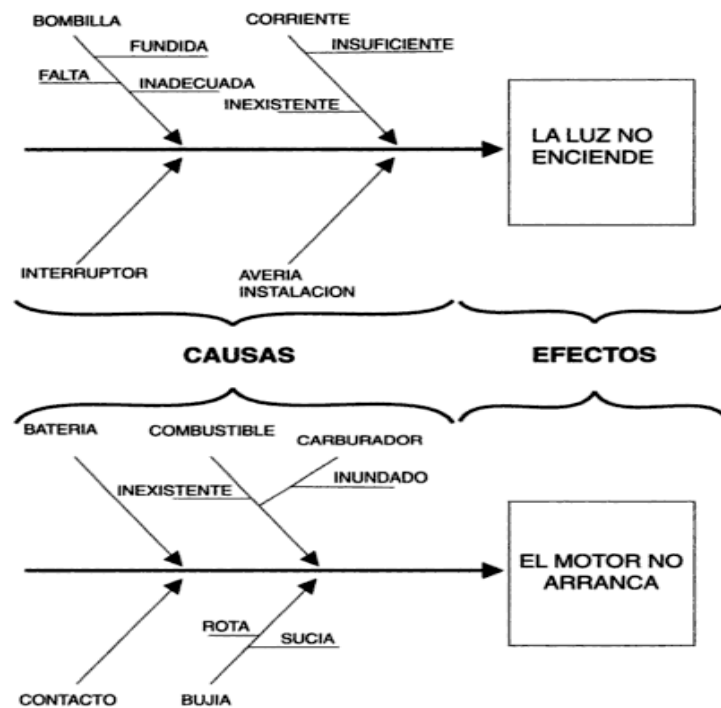 BOMBILLA
CORRIENTE
FUNDIDA
INSUFICIENTE
FALTA
INADECUADA
INEXISTENTE
LA LUZ NO
ENCIENDE
INTERRUPTOR
AVERIA
INSTALACION
CAUSAS
EFECTOS
BATERIA
COMBUSTIBLE
CARBURADOR
INEXISTENTE
INUNDADO
EL MOTOR NO
ARRANCA
ROTA
SUCIA
CONTACTO
BUJIA